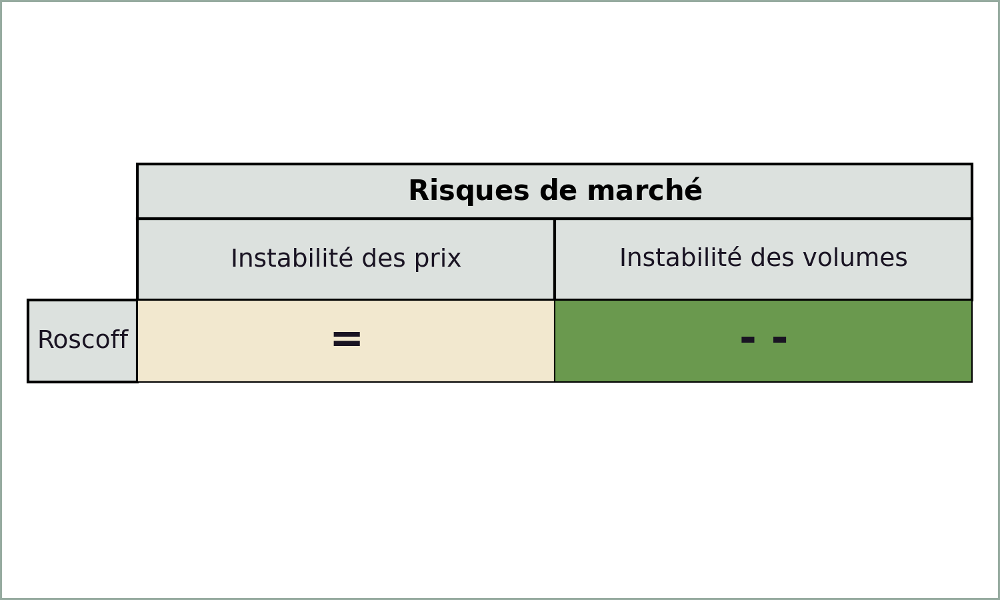 Risques de marché
Instabilité des prix
Instabilité des volumes
Roscoff
=
- -